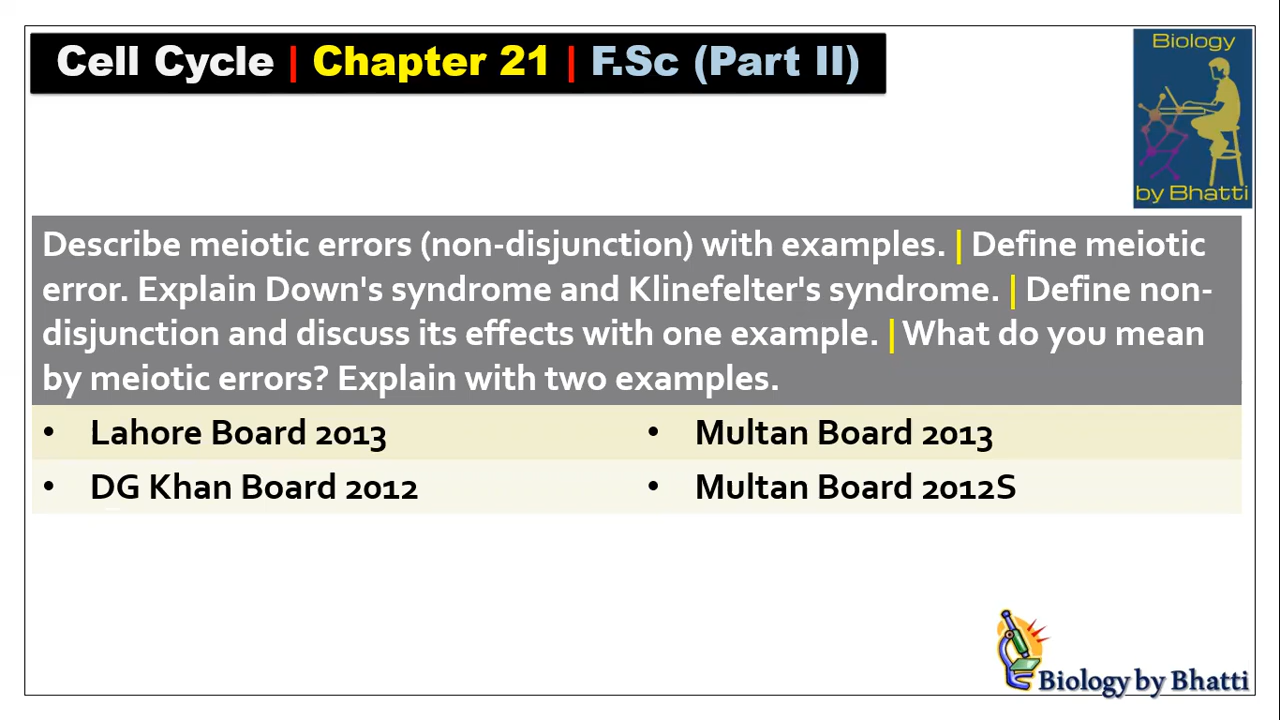 Cell Cycle | Chapter 21 | F.Sc (Part II)
Biology
by Bhatti
Describe meiotic errors (non-disjunction) with examples. | Define meiotic
error. Explain Down's syndrome and Klinefelter's syndrome. | Define non-
disjunction and discuss its effects with one example. | What do you mean
by meiotic errors? Explain with two examples.
• Lahore Board 2013
• Multan Board 2013
• DG Khan Board 2012
• Multan Board 2012S
Biology by Bhatti